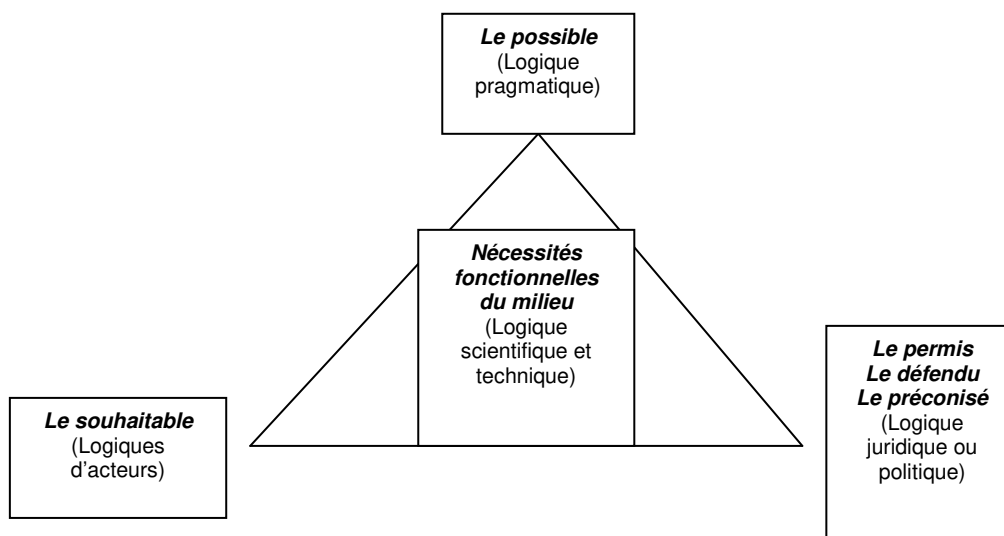 Le possible
(Logique
pragmatique)
Nécessités
fonctionnelles
du milieu
(Logique
scientifique et
technique)
Le souhaitable
(Logiques
d'acteurs)
Le permis
Le défendu
Le préconisé
(Logique
juridique ou
politique)